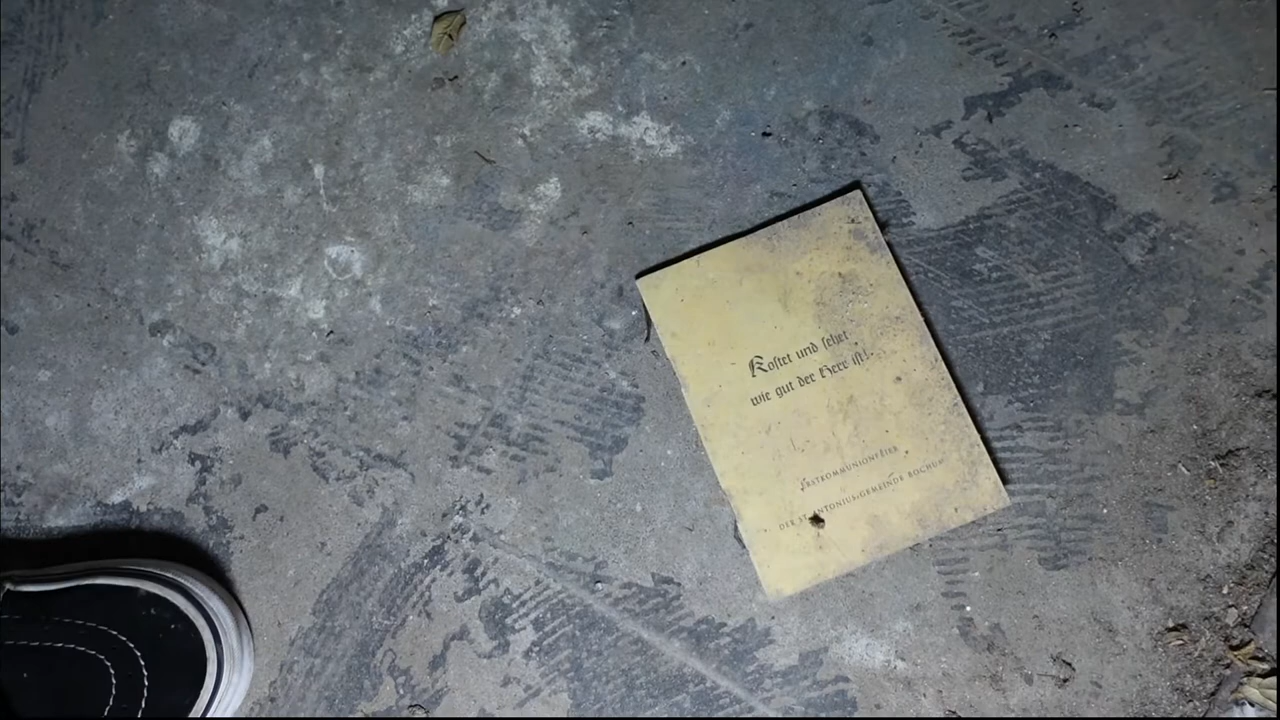 Kostet und sehet
wie gut der Herr ist!
ERSTKOMMUNIONFEIER
DER ST. ANTONIUS-GEMEINDE BOCHUM